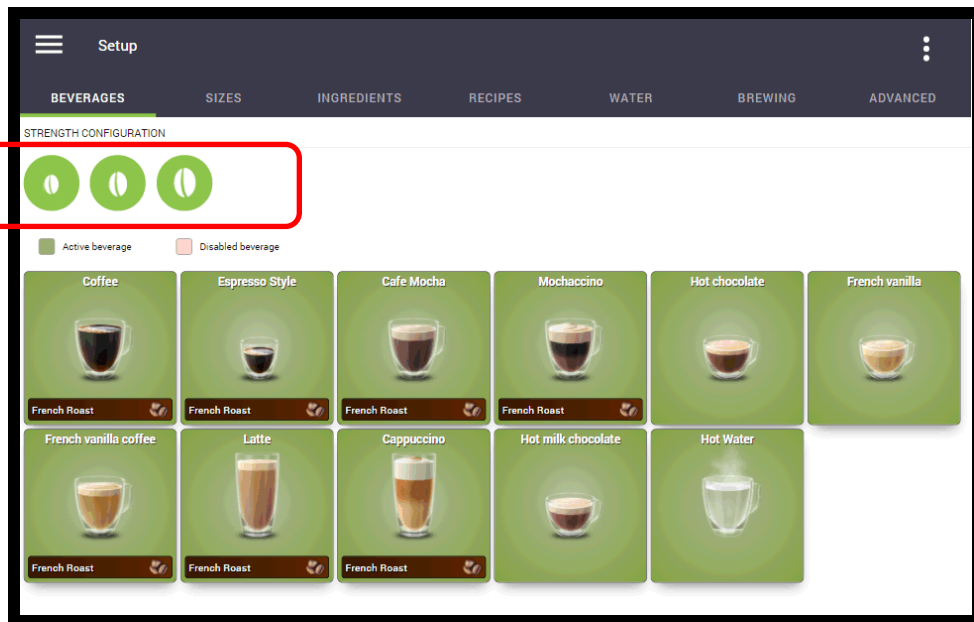 Setup
BEVERAGES SIZES INGREDIENTS RECIPES WATER BREWING ADVANCED
STRENGTH CONFIGURATION
Active beverage Disabled beverage
Coffee Espresso Style Cafe Mocha Mochaccino Hot chocolate French vanilla
French Roast French Roast French Roast French Roast
French vanilla coffee Latte Cappuccino Hot milk chocolate Hot Water
French Roast French Roast French Roast